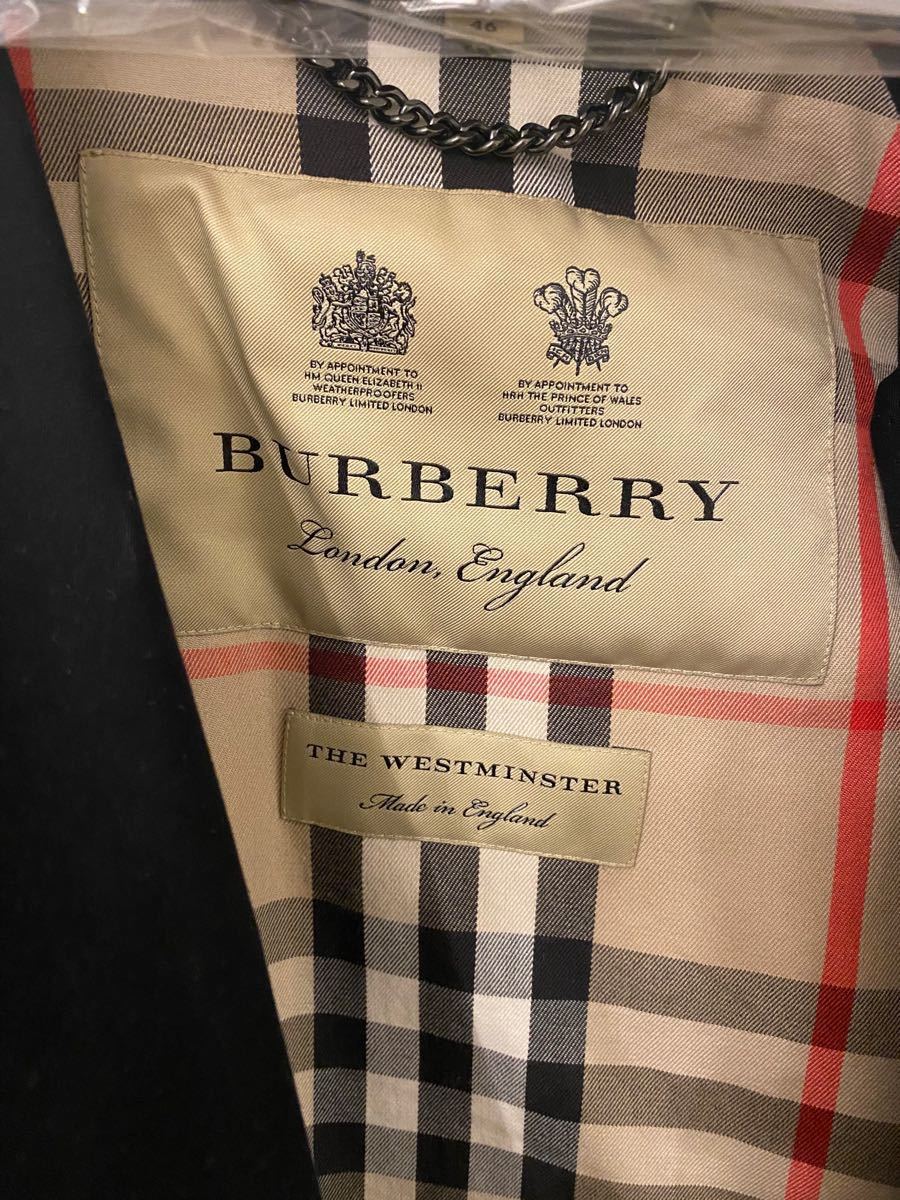 46
BY APPOINTMENT TO
HM QUEEN ELIZABETH II
WEATHERPROOFERS
BURBERRY LIMITED LONDON
BY APPOINTMENT TO
HRH THE PRINCE OF WALES
OUTFITTERS
BURBERRY LIMITED LONDON
BURBERRY
London, England
THE WESTMINSTER
Made in England